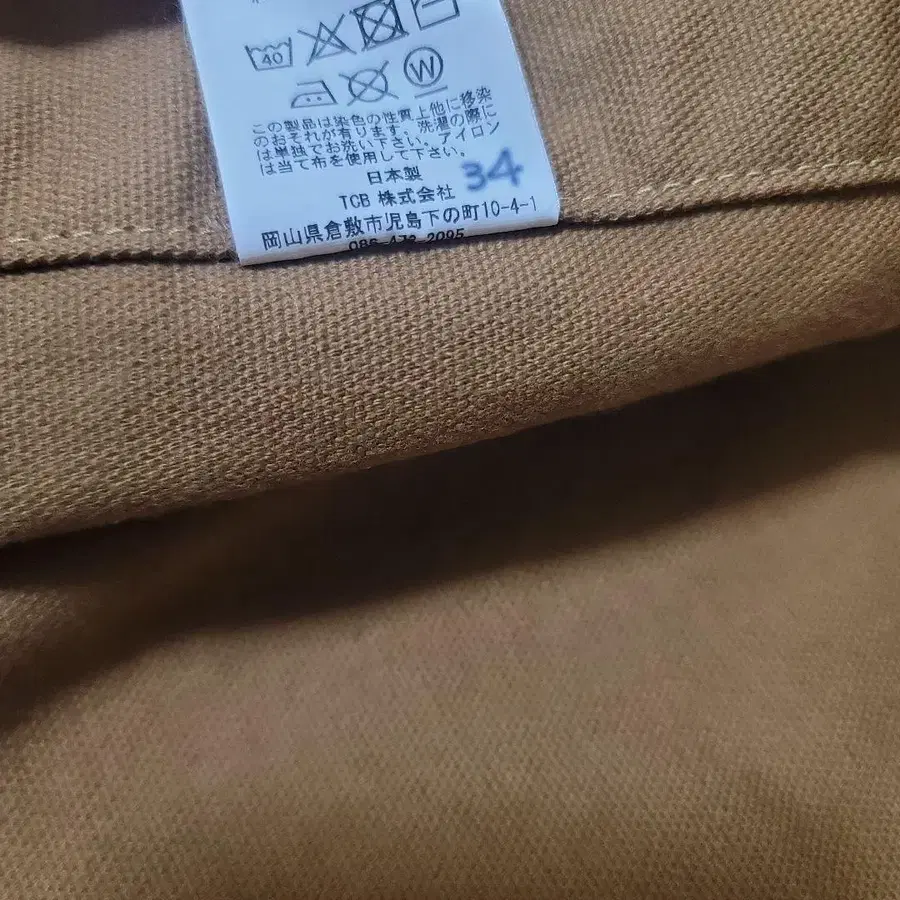 40
W
この製品は染色の性質上他に移染
のおそれが有ります。洗濯の際に
は単独でお洗い下さい。アイロン
は当て布を使用して下さい。
日本製
34
TCB 株式会社
岡山県倉敷市児島下の町10-4-1
086-472-2095